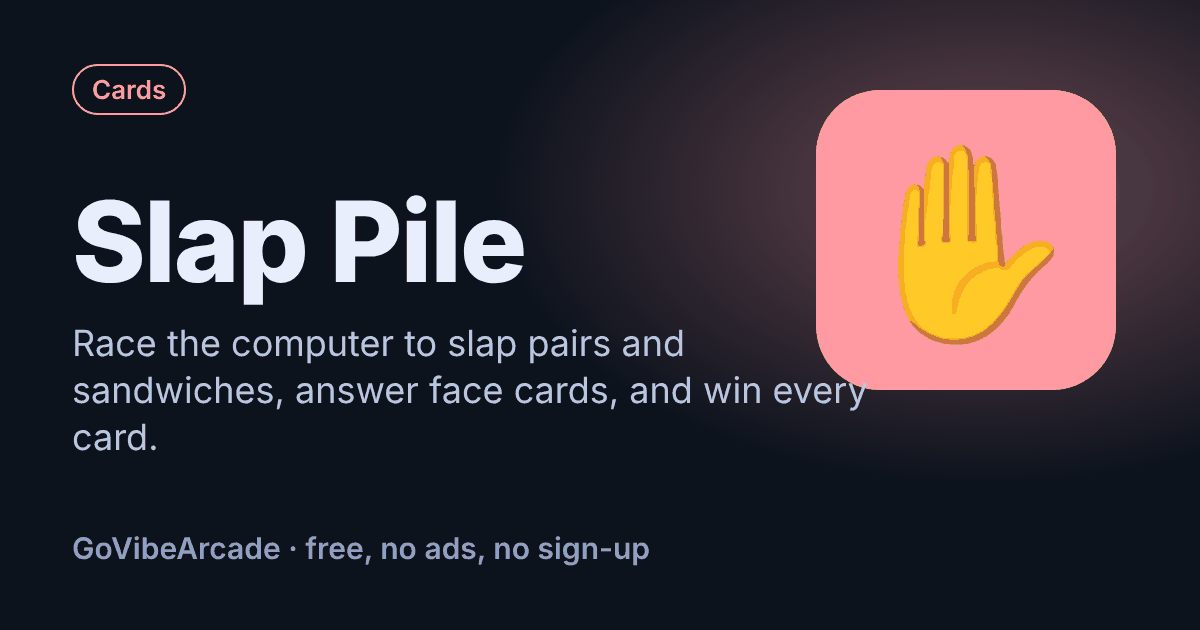 Cards
Slap Pile
Race the computer to slap pairs and
sandwiches, answer face cards, and win every
card.
GoVibeArcade · free, no ads, no sign-up